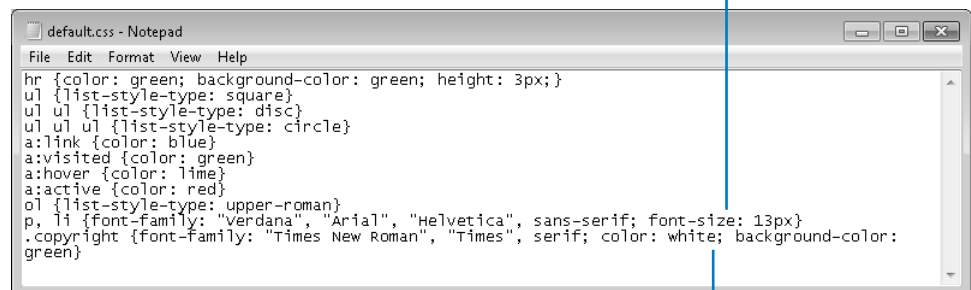 default.css - Notepad
File Edit Format View Help
hr {color: green; background-color: green; height: 3px;}
ul {list-style-type: square}
ul ul {list-style-type: disc}
ul ul ul {list-style-type: circle}
a:link {color: blue}
a:visited {color: green}
a:hover {color: lime}
a:active {color: red}
ol {list-style-type: upper-roman}
p, li {font-family: "Verdana", "Arial", "Helvetica", sans-serif; font-size: 13px}
.copyright {font-family: "Times New Roman", "Times", serif; color: white; background-color:
green}